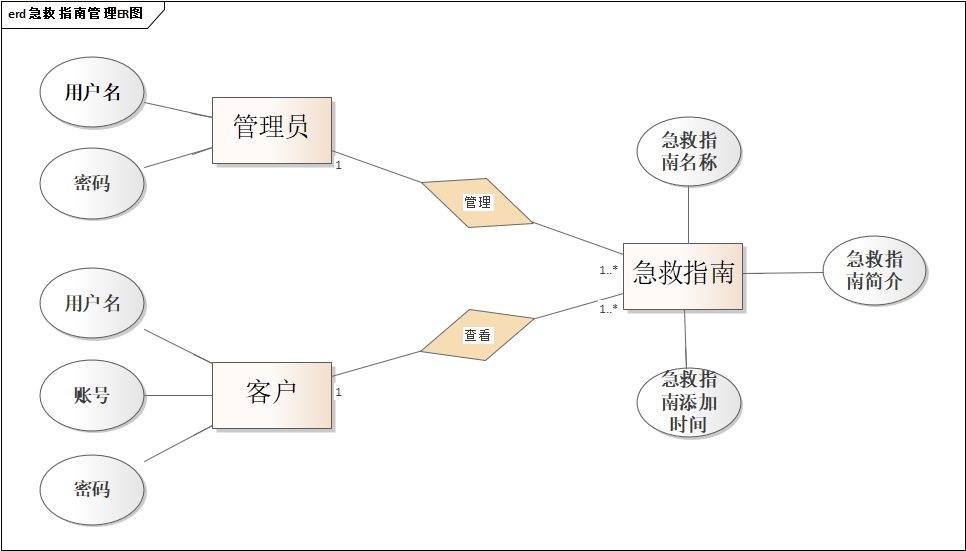 erd 急救指南管理ER图
用户名
管理员
密码
1
管理
急救指
南名称
1..*
急救指南
急救指
南简介
1..*
用户名
查看
账号
客户
1
急救指
南添加
时间
密码